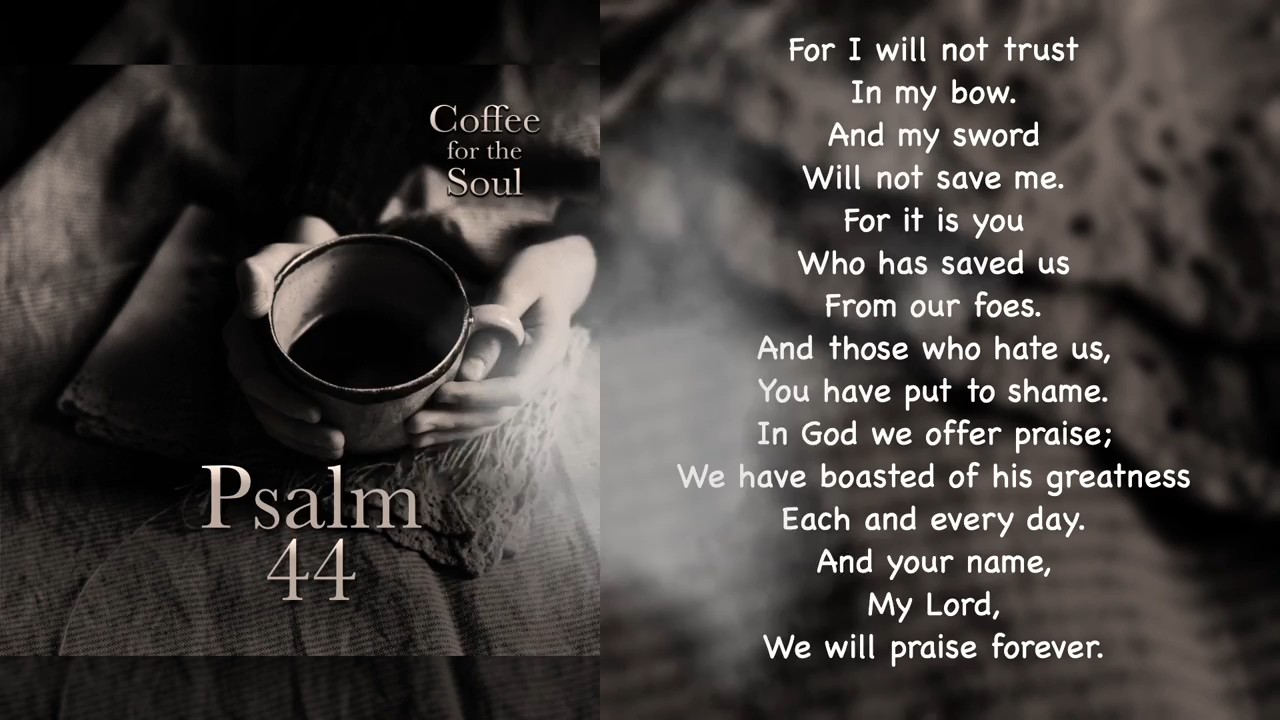 Coffee
for the
Soul
Psalm
44
For I will not trust
In my bow.
And my sword
Will not save me.
For it is you
Who has saved us
From our foes.
And those who hate us,
You have put to shame.
In God we offer praise;
We have boasted of his greatness
Each and every day.
And your name,
My Lord,
We will praise forever.